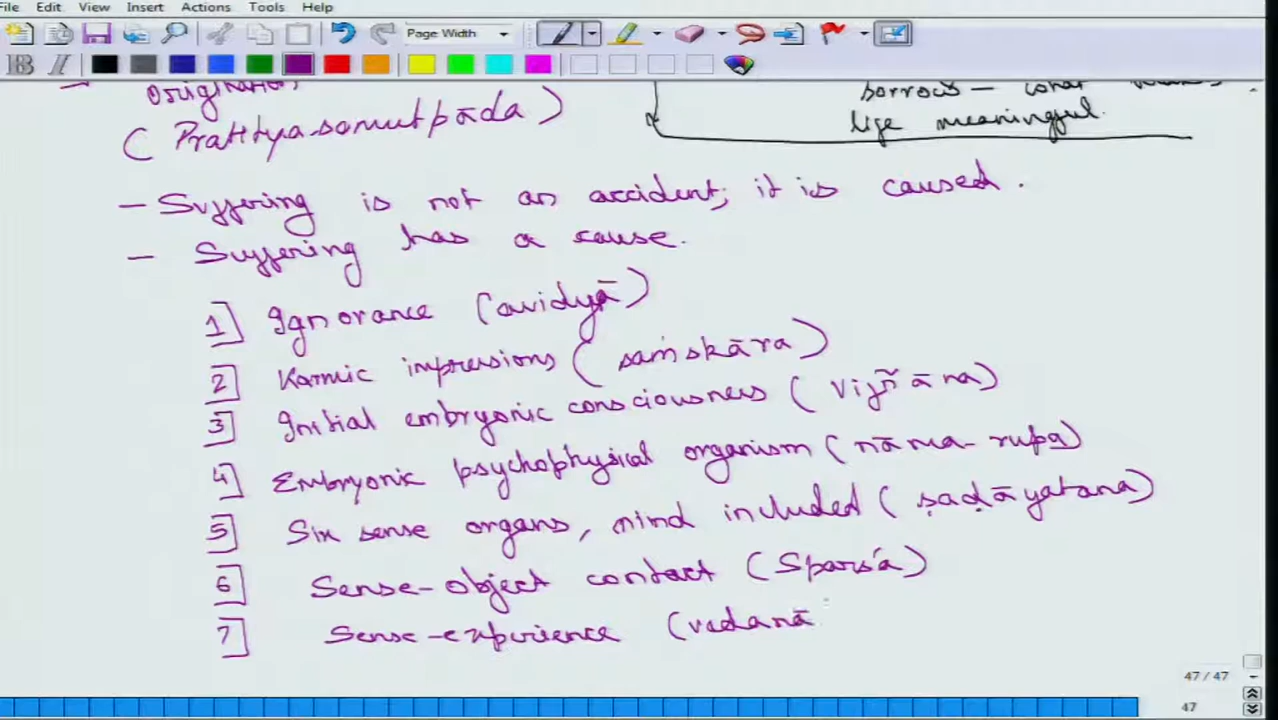 File Edit View Insert Actions Tools Help
Page Width
B I
Origination
(Pratītyasamutpāda)
life meaningful.
- Suffering is not an accident; it is caused.
- Suffering has a cause.
1] Ignorance (avidyā)
2] Karmic impressions (saṁskāra)
3] Initial embryonic consciousness (vijñāna)
4] Embryonic psychophysical organism (nāma-rupa)
5] Six sense organs, mind included (ṣaḍāyatana)
6] Sense-object contact (Sparśa)
7] Sense-experience (vedanā
47 / 47
47